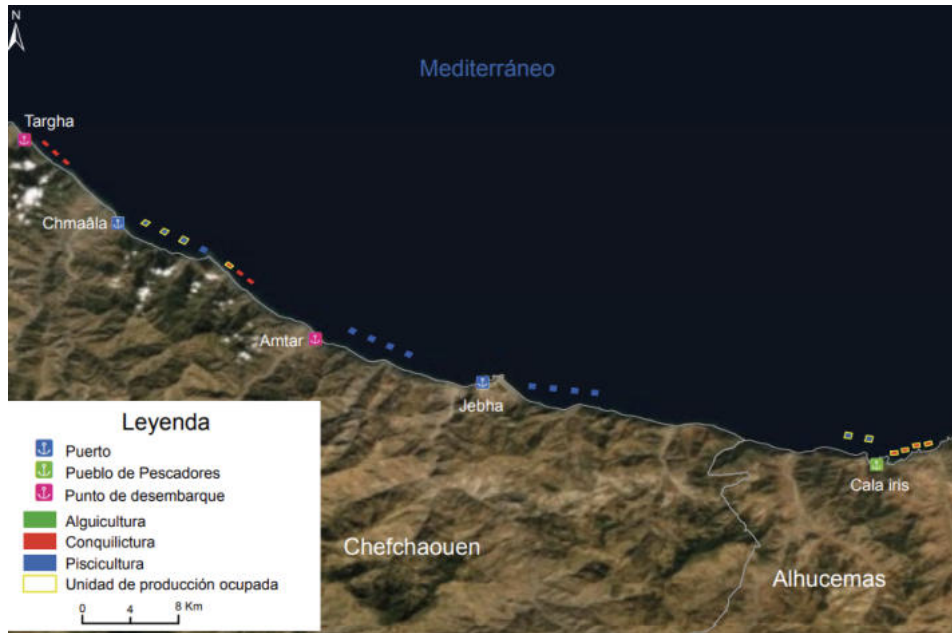 N
Mediterráneo
Targha
Chmaâla
Amtar
Jebha
Cala iris
Chefchaouen
Alhucemas
Leyenda
Puerto
Pueblo de Pescadores
Punto de desembarque
Alguicultura
Conquilictura
Piscicultura
Unidad de producción ocupada
0 4 8 Km